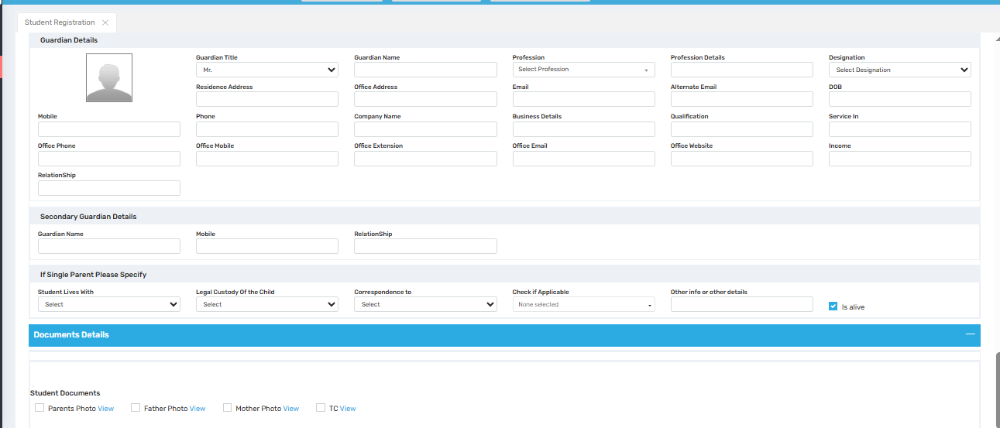 Student Registration
Guardian Details
Guardian Title Guardian Name Profession Profession Details Designation
Mr. Select Profession Select Designation
Residence Address Office Address Email Alternate Email DOB
Mobile Phone Company Name Business Details Qualification Service In
Office Phone Office Mobile Office Extension Office Email Office Website Income
RelationShip
Secondary Guardian Details
Guardian Name Mobile RelationShip
If Single Parent Please Specify
Student Lives With Legal Custody Of the Child Correspondence to Check if Applicable Other info or other details
Select Select Select None selected Is alive
Documents Details
Student Documents
Parents Photo View Father Photo View Mother Photo View TC View